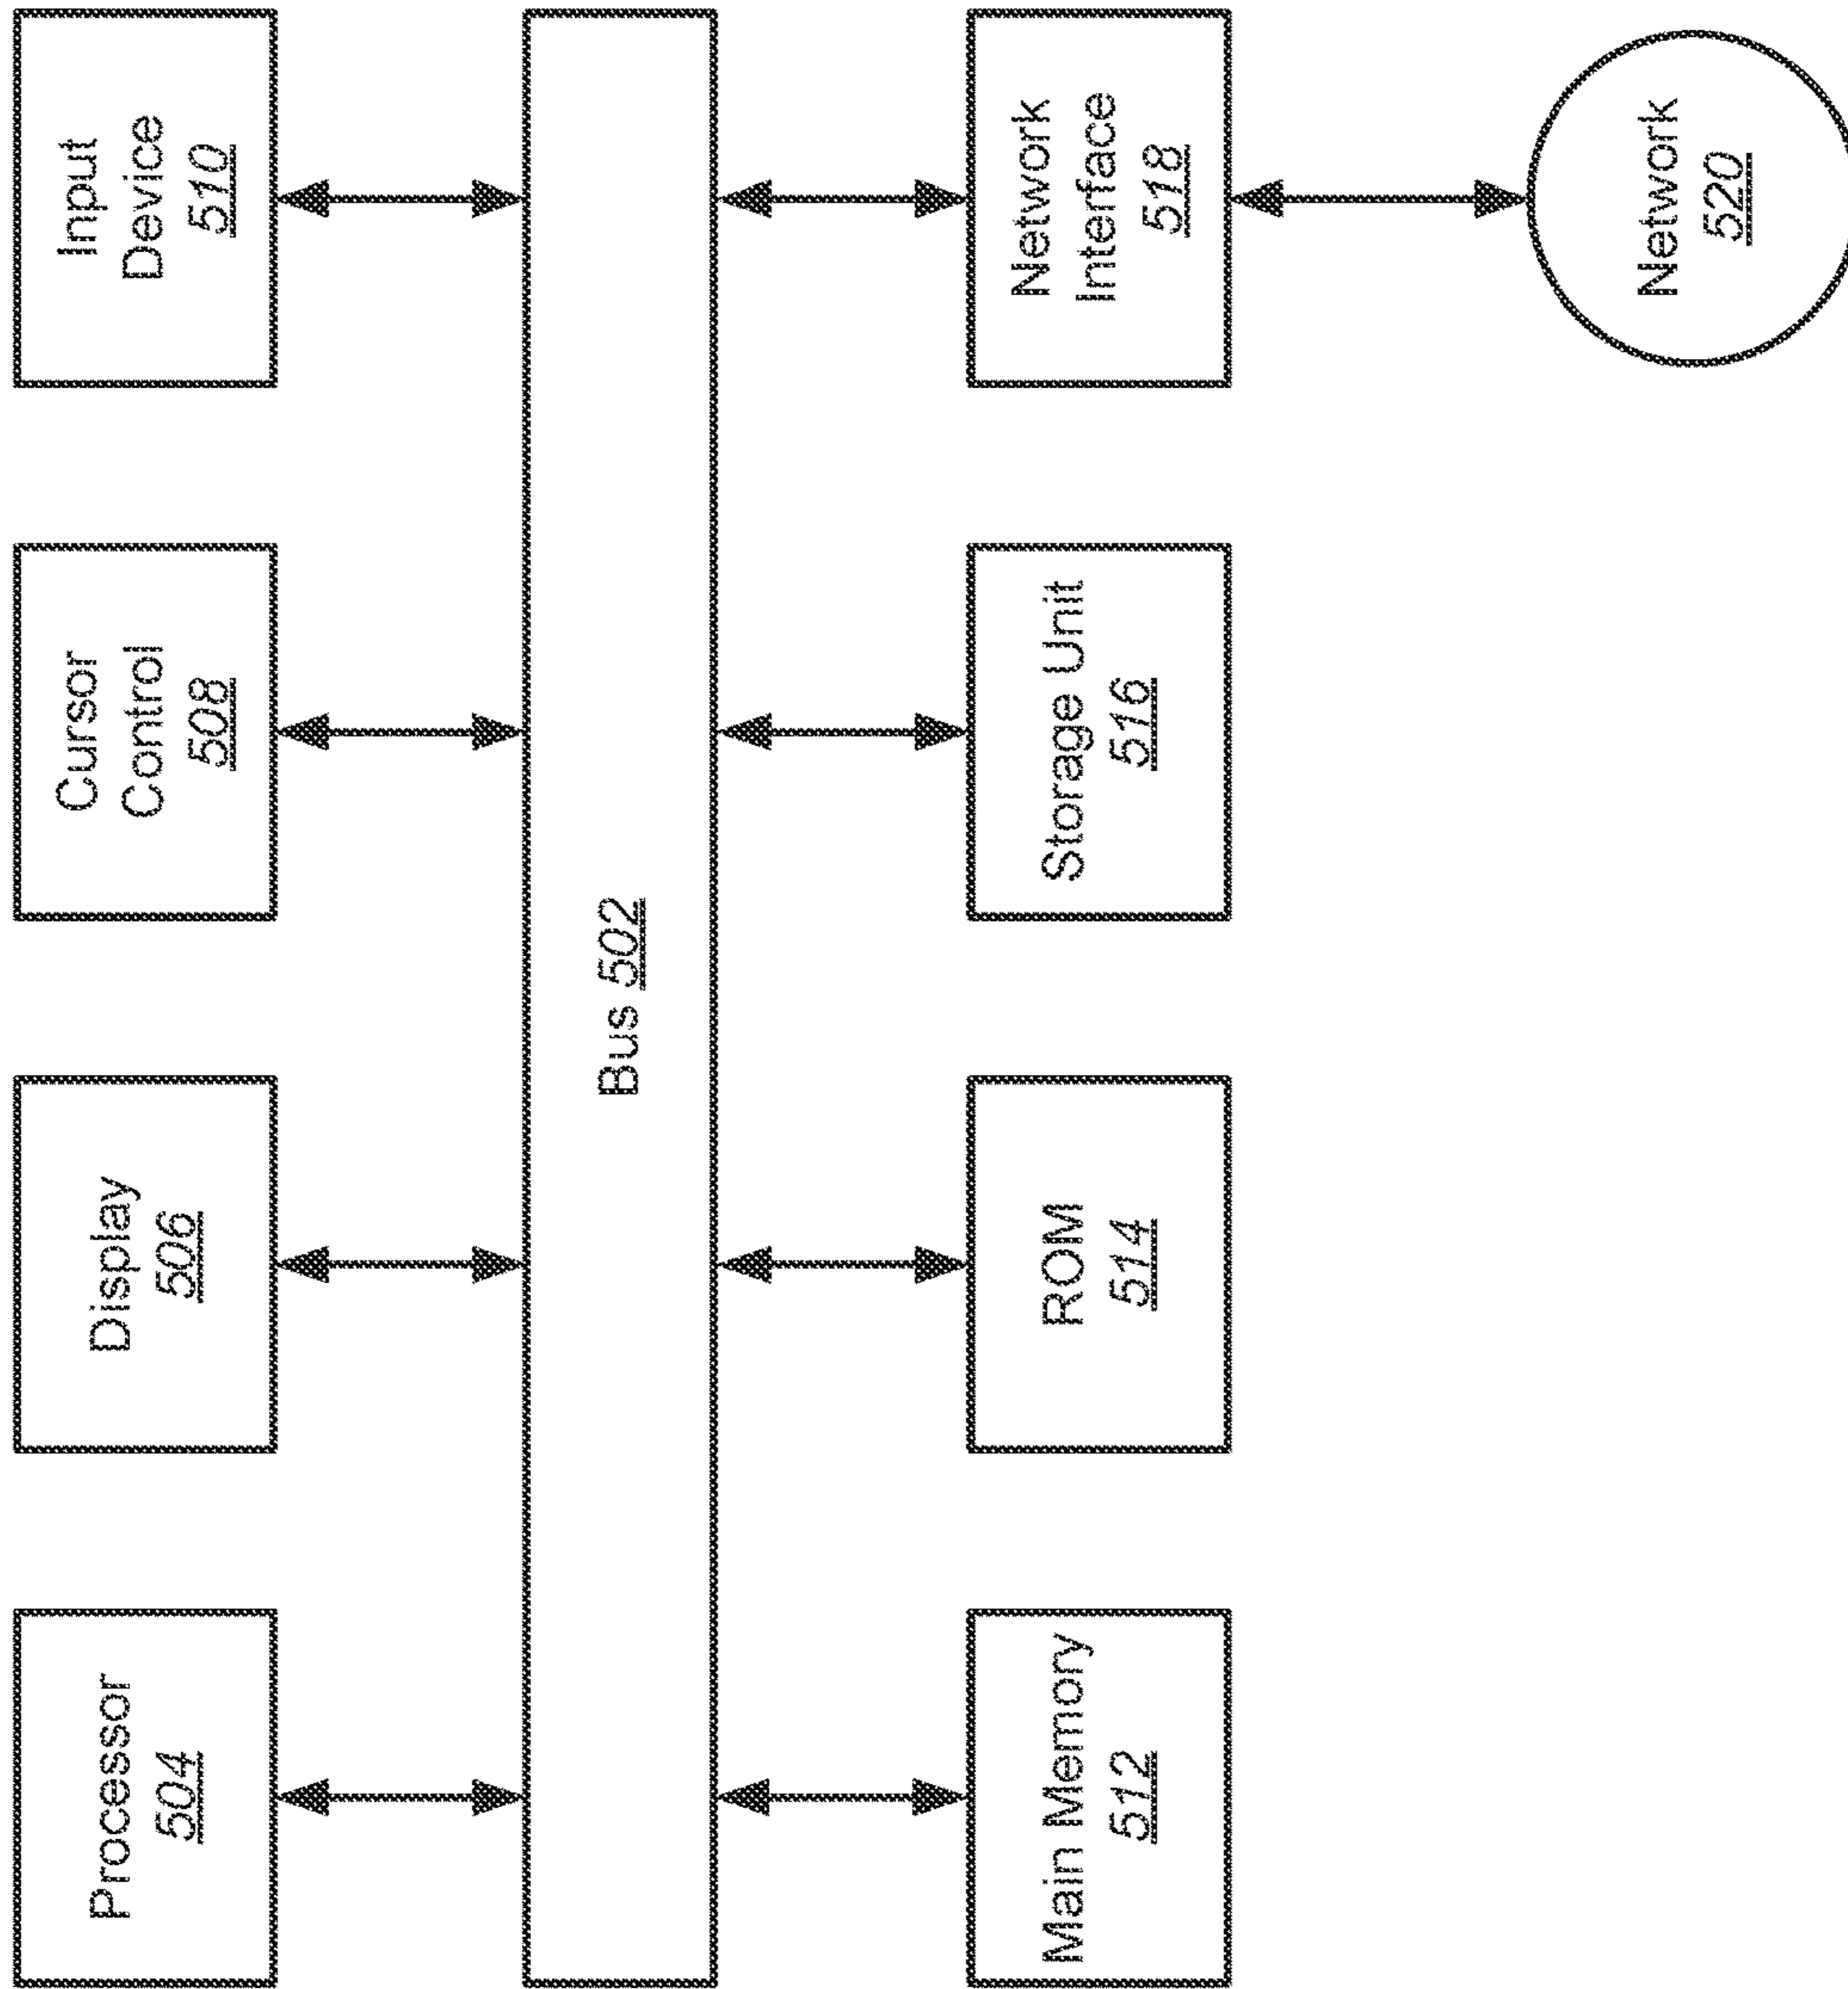 Processor
504
Display
506
Cursor
Control
508
Input
Device
510
Bus 502
Main Memory
512
ROM
514
Storage Unit
516
Network
Interface
518
Network
520